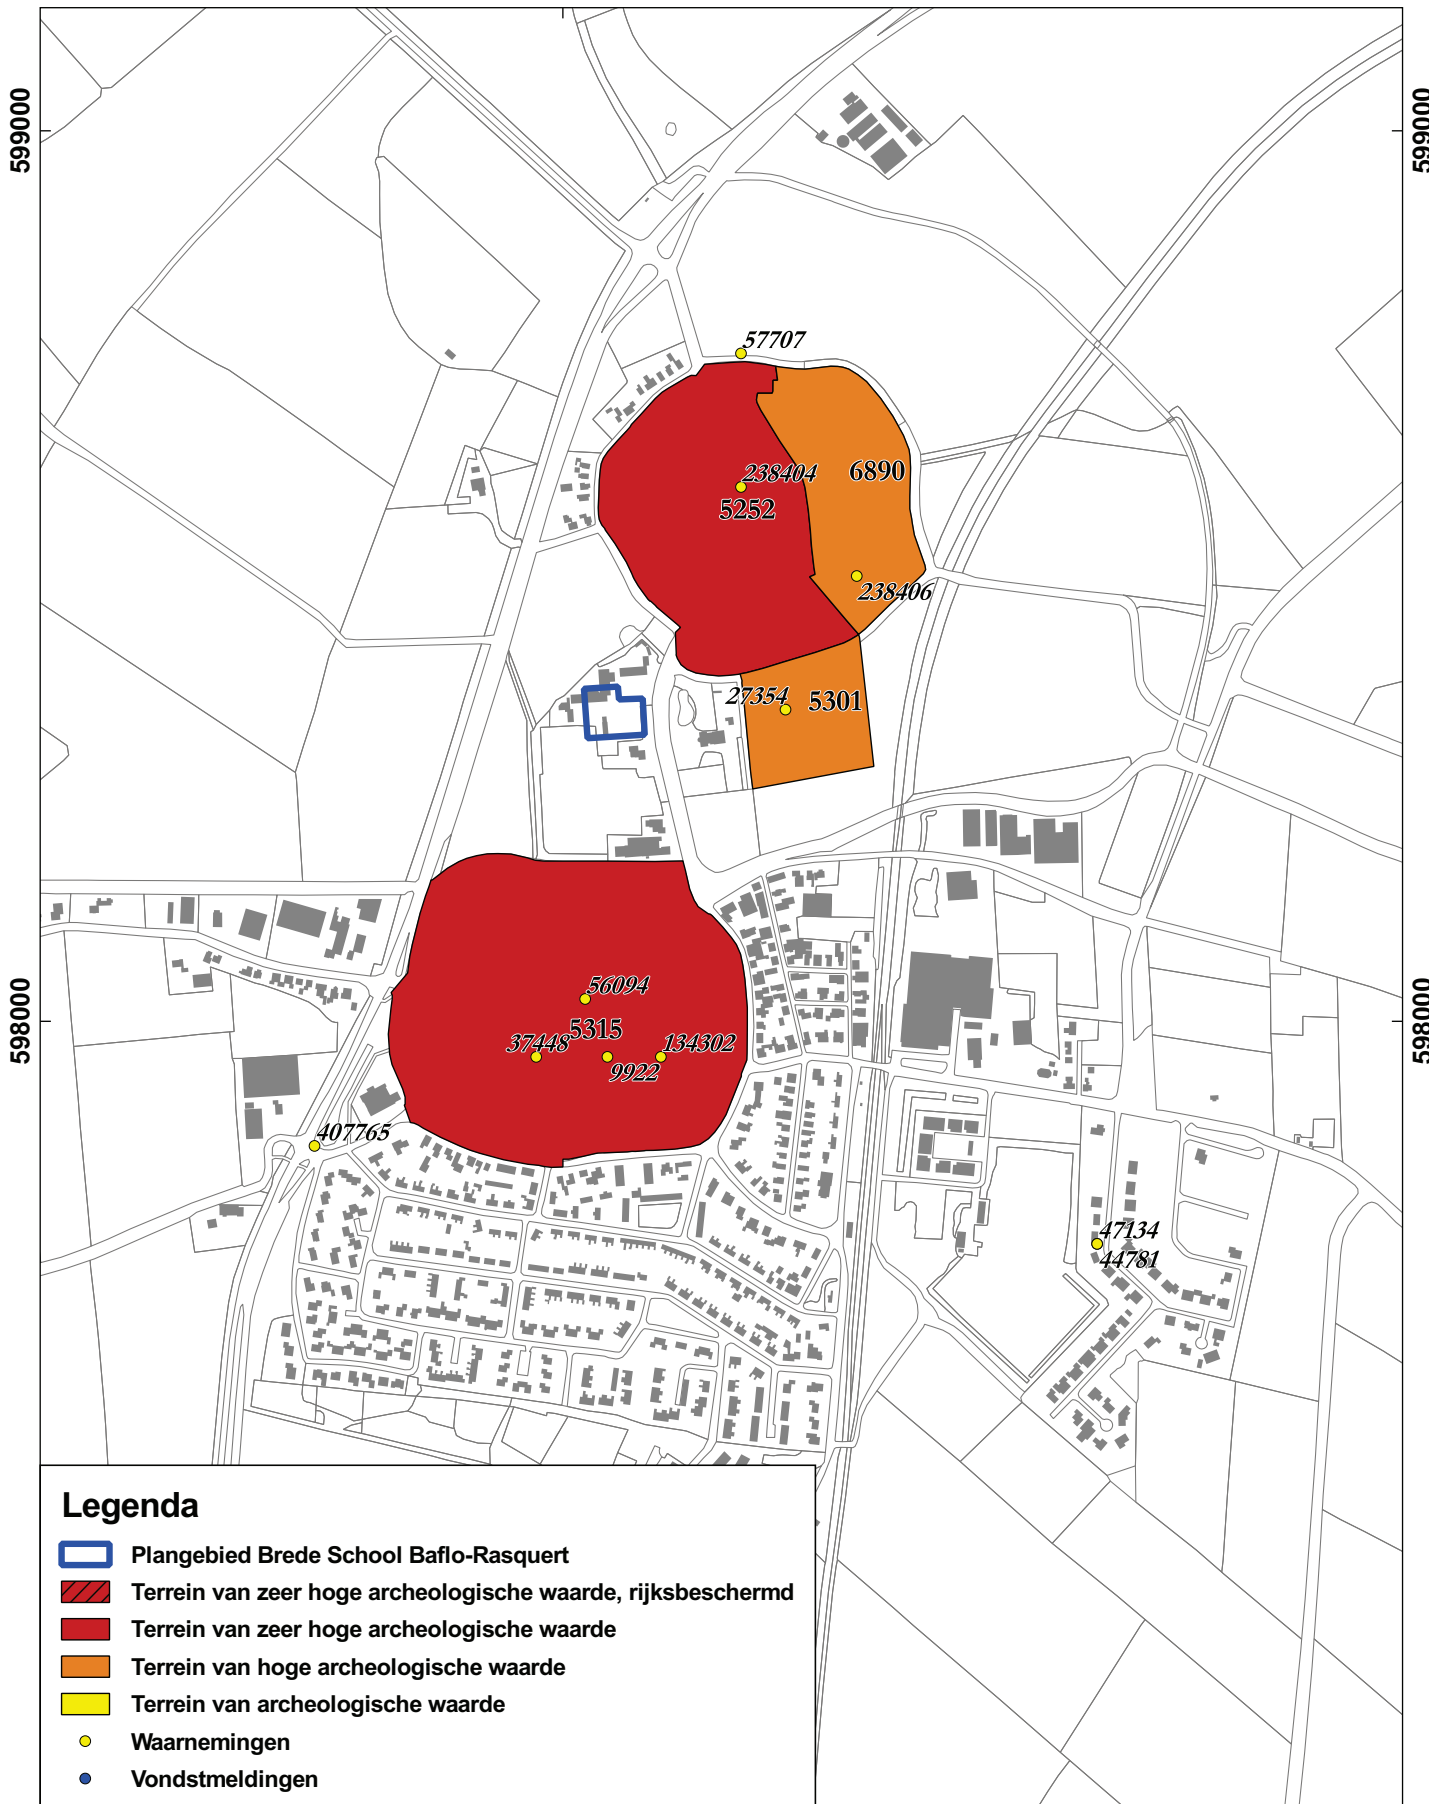 599000
599000
57707
238404
5252
6890
238406
27354
5301
56094
5315
37448
134302
9922
598000
598000
407765
47134
44781
Legenda
Plangebied Brede School Baflo-Rasquert
Terrein van zeer hoge archeologische waarde, rijksbeschermd
Terrein van zeer hoge archeologische waarde
Terrein van hoge archeologische waarde
Terrein van archeologische waarde
Waarnemingen
Vondstmeldingen